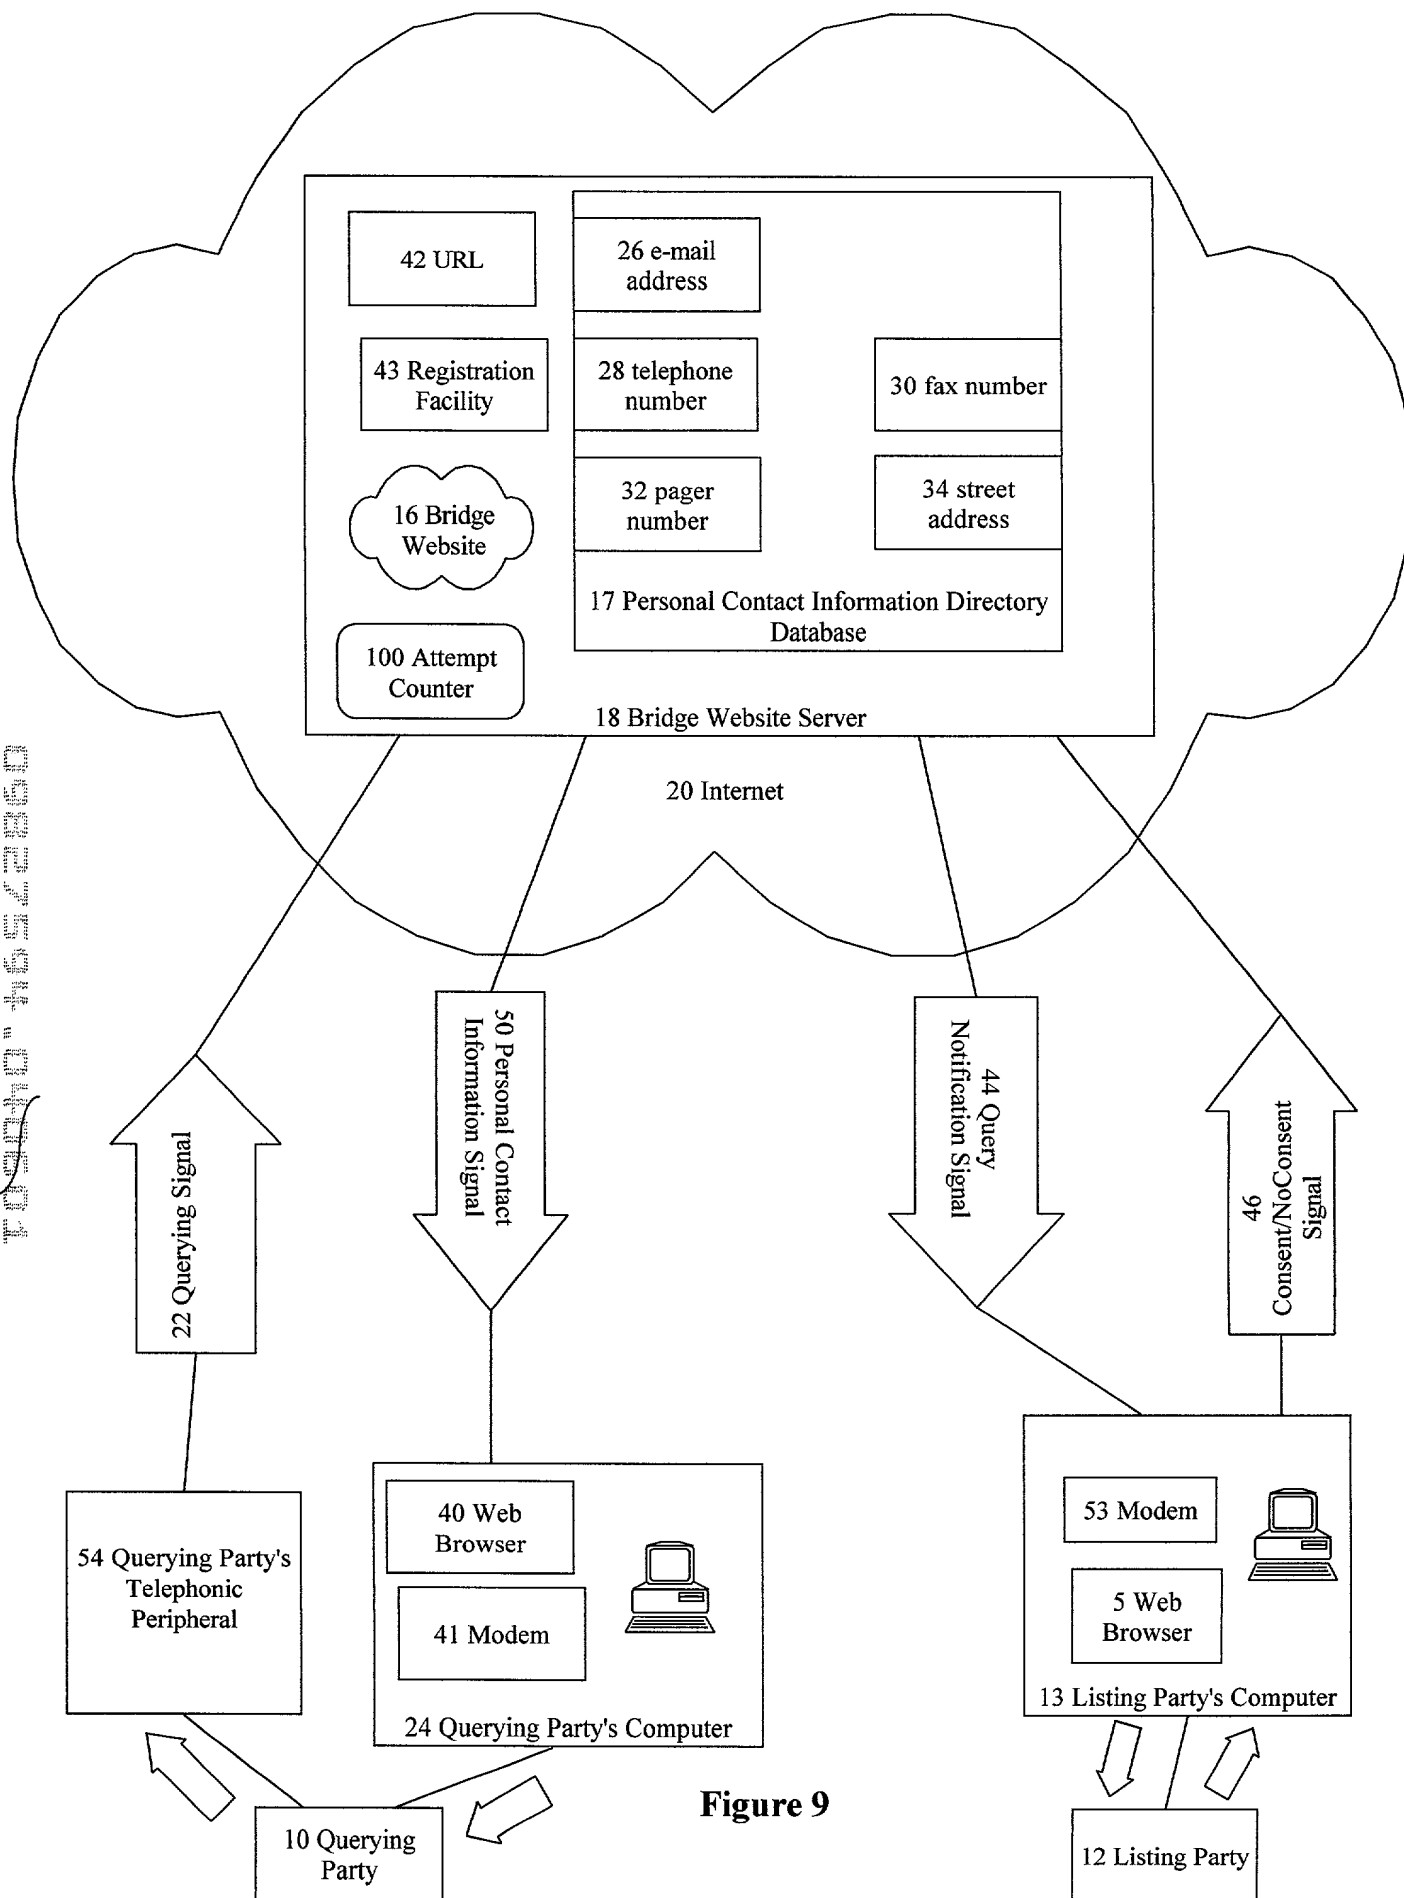 42 URL
26 e-mail
address
43 Registration
Facility
28 telephone
number
30 fax number
16 Bridge
Website
32 pager
number
34 street
address
17 Personal Contact Information Directory
Database
100 Attempt
Counter
18 Bridge Website Server
20 Internet
22 Querying Signal
50 Personal Contact
Information Signal
44 Query
Notification Signal
46
Consent/NoConsent
Signal
54 Querying Party's
Telephonic
Peripheral
40 Web
Browser
41 Modem
24 Querying Party's Computer
53 Modem
5 Web
Browser
13 Listing Party's Computer
10 Querying
Party
Figure 9
12 Listing Party